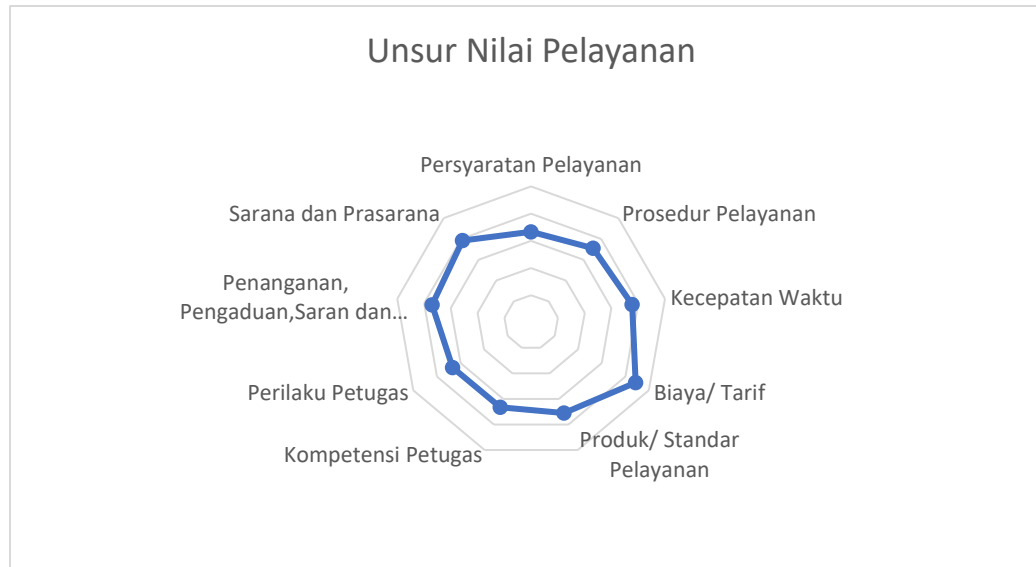 Unsur Nilai Pelayanan
Persyaratan Pelayanan
Prosedur Pelayanan
Kecepatan Waktu
Biaya/ Tarif
Produk/ Standar
Pelayanan
Kompetensi Petugas
Perilaku Petugas
Penanganan,
Pengaduan,Saran dan...
Sarana dan Prasarana